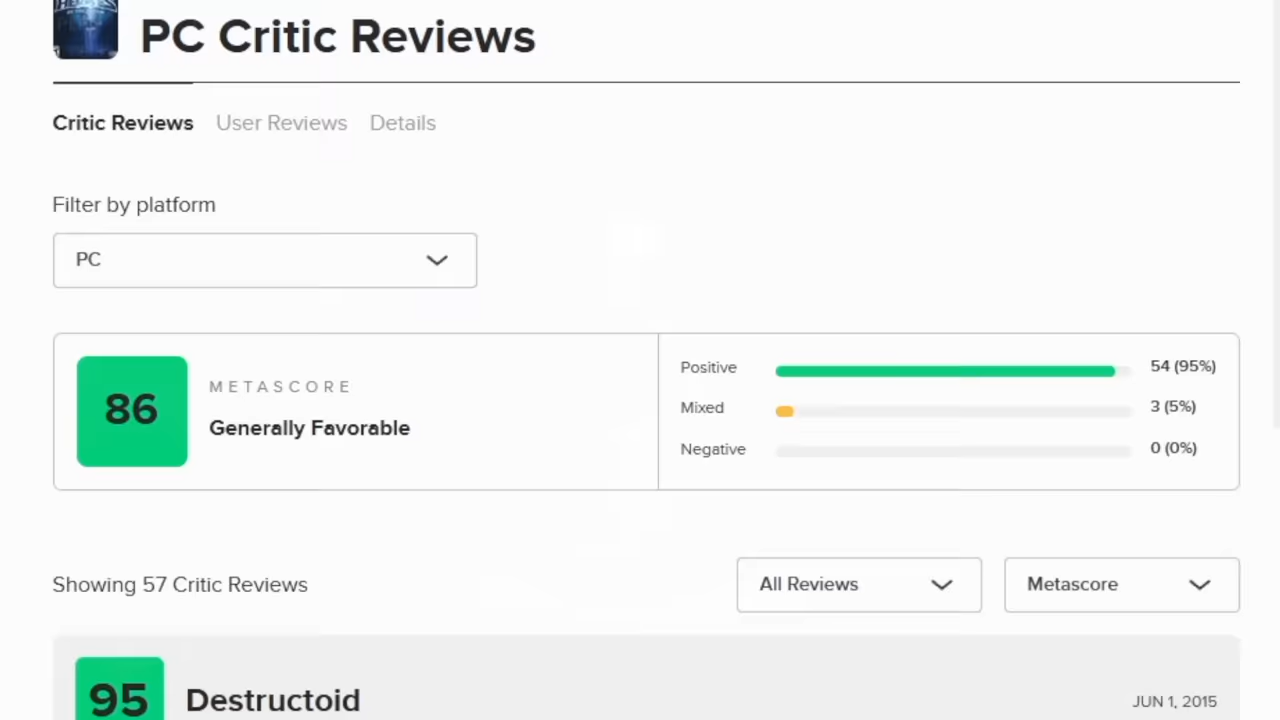 PC Critic Reviews
Critic Reviews User Reviews Details
Filter by platform
PC
86
METASCORE
Generally Favorable
Positive 54 (95%)
Mixed 3 (5%)
Negative 0 (0%)
Showing 57 Critic Reviews
All Reviews
Metascore
95 Destructoid JUN 1, 2015